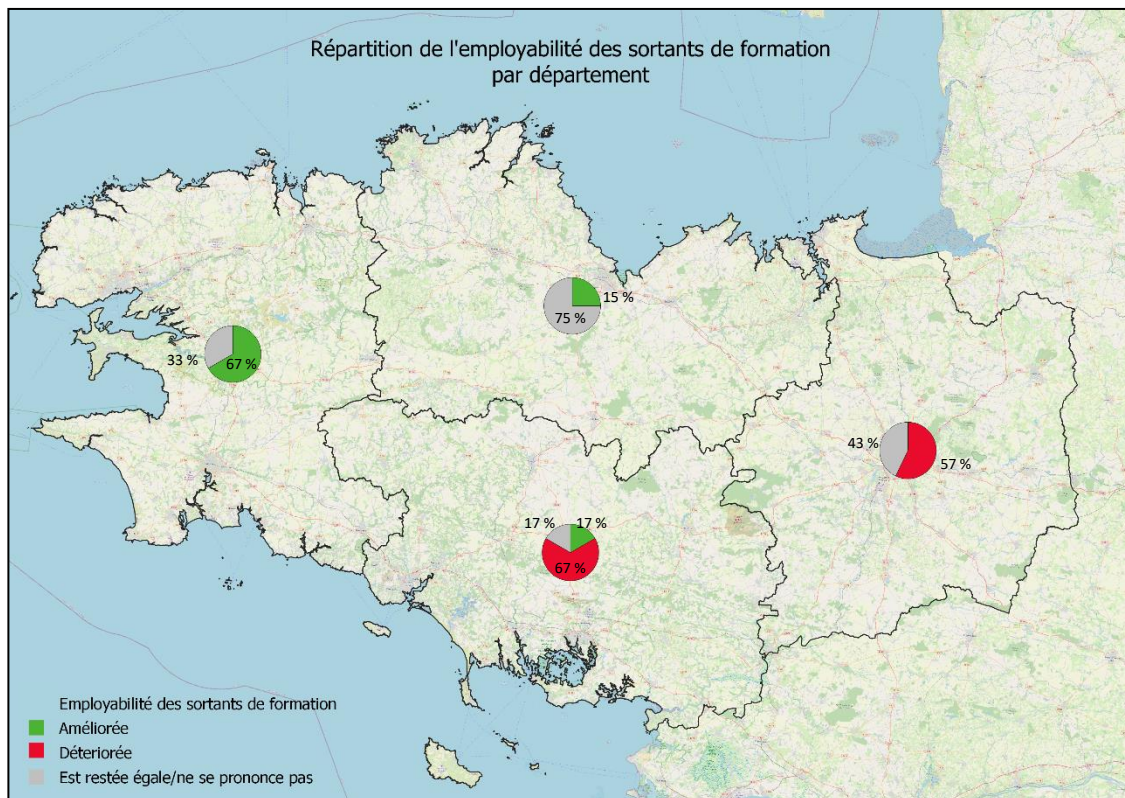 Répartition de l'employabilité des sortants de formation
par département
15 %
75 %
33 %
67 %
43 %
57 %
17 %
17 %
67 %
Employabilité des sortants de formation
Améliorée
Déteriorée
Est restée égale/ne se prononce pas